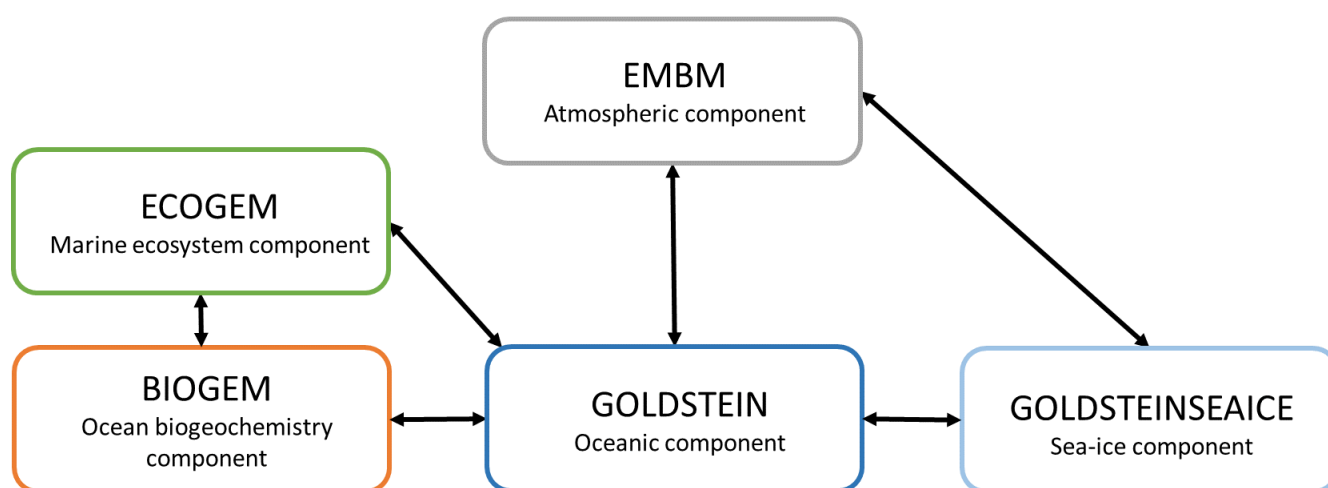 EMBM
Atmospheric component
ECOGEM
Marine ecosystem component
BIOGEM
Ocean biogeochemistry
component
GOLDSTEIN
Oceanic component
GOLDSTEINSEAICE
Sea-ice component